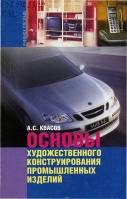 А.С. КВАСОВ
ОСНОВЫ
ХУДОЖЕСТВЕННОГО
КОНСТРУИРОВАНИЯ
ПРОМЫШЛЕННЫХ
ИЗДЕЛИЙ